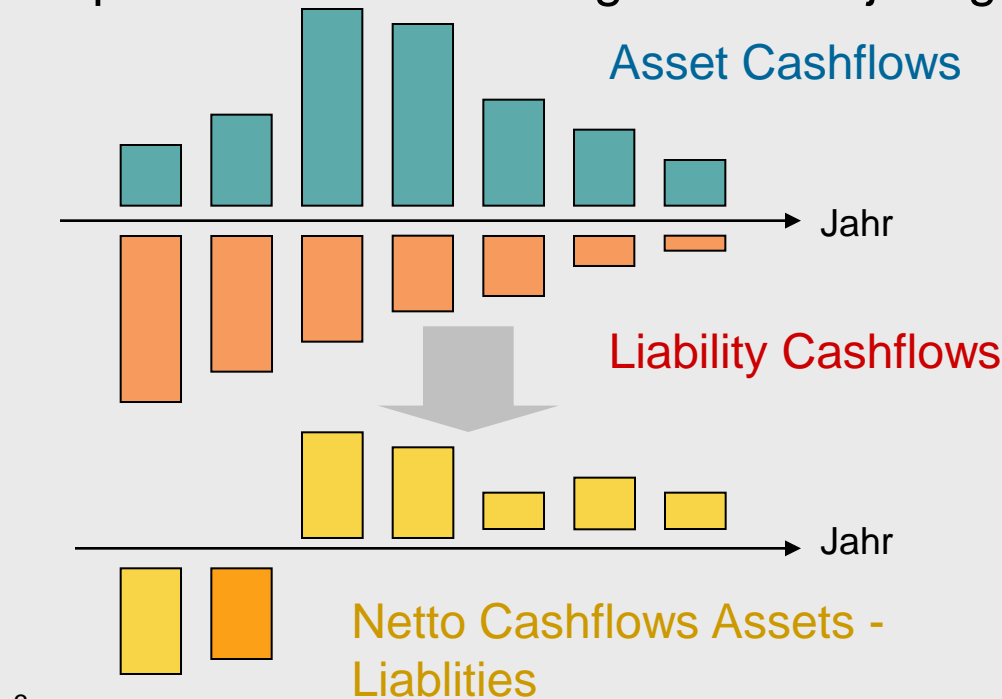 Asset Cashflows
Jahr
Liability Cashflows
Jahr
Netto Cashflows Assets -
Liablities